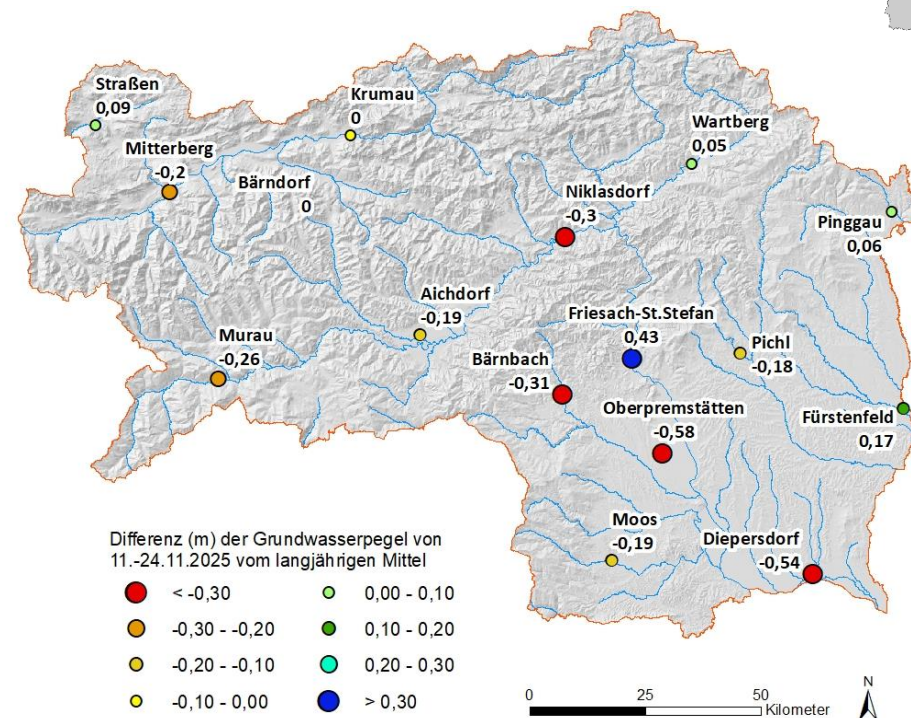 Straßen
0,09
Krumau
0
Wartberg
0,05
Mitterberg
-0,2
Bärndorf
0
Niklasdorf
-0,3
Pinggau
0,06
Aichdorf
-0,19
Friesach-St.Stefan
0,43
Murau
-0,26
Pichl
-0,18
Bärnbach
-0,31
Oberpremstätten
-0,58
Fürstenfeld
0,17
Moos
-0,19
Diepersdorf
-0,54
Differenz (m) der Grundwasserpegel von
11.-24.11.2025 vom langjährigen Mittel
< -0,30
-0,30 - -0,20
-0,20 - -0,10
-0,10 - 0,00
0,00 - 0,10
0,10 - 0,20
0,20 - 0,30
> 0,30
0 25 50
Kilometer
N